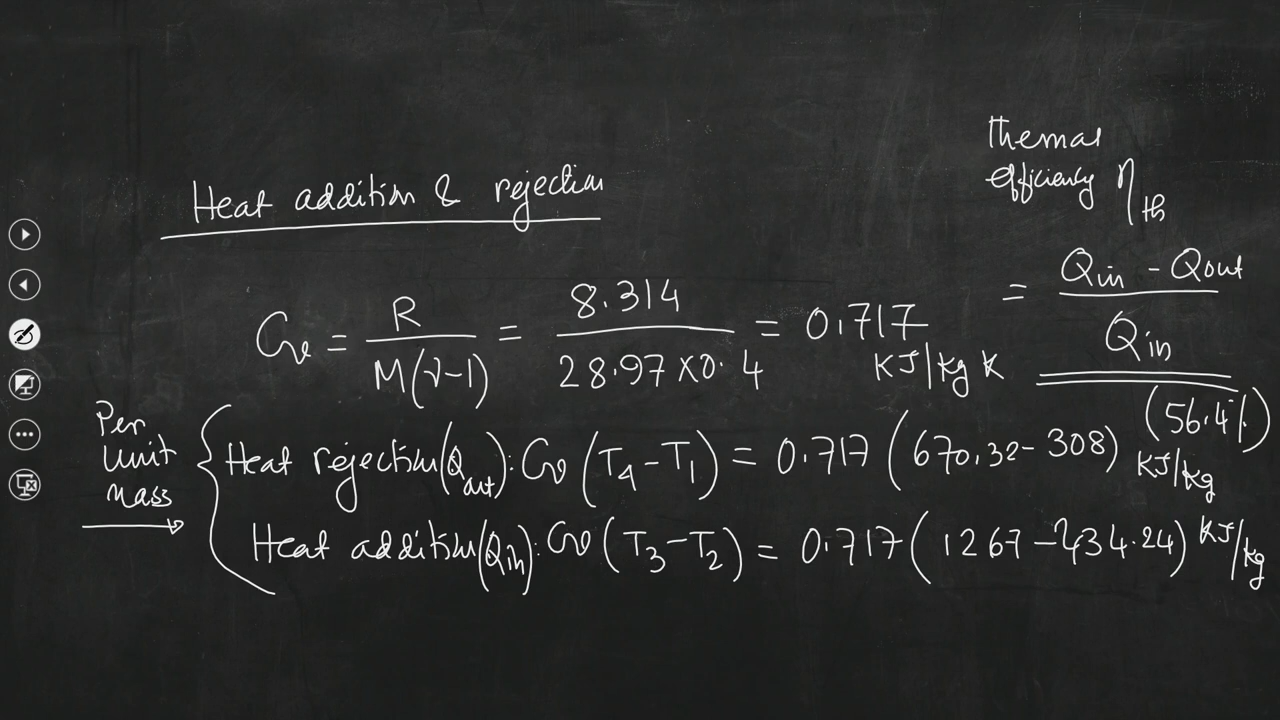 Heat addition & rejection
thermal efficiency η_th = (Qin - Qout) / Qin (56.4%)
Cv = R / M(γ-1) = 8.314 / 28.97 × 0.4 = 0.717 KJ/kg K
Per unit mass →
Heat rejection (Qout): Cv (T4 - T1) = 0.717 (670.32 - 308) KJ/kg
Heat addition (Qin): Cv (T3 - T2) = 0.717 (1267 - 434.24) KJ/kg